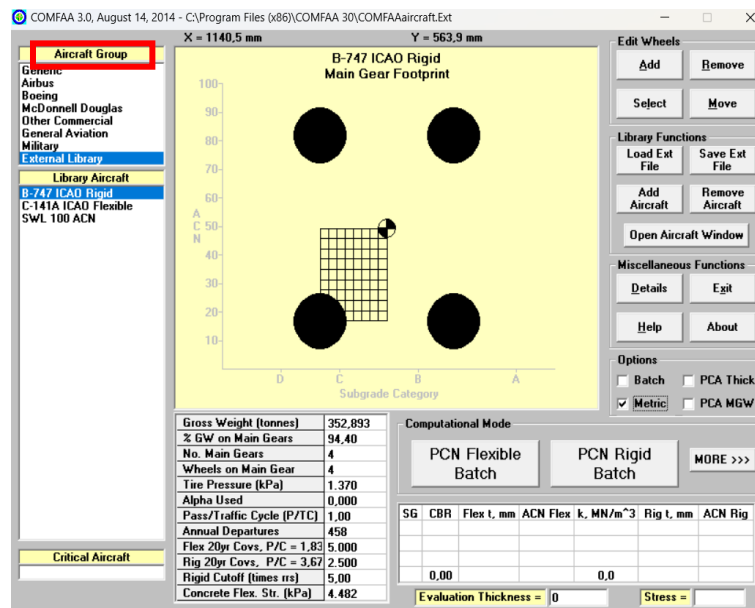 COMFAA 3.0, August 14, 2014 - C:\Program Files (x86)\COMFAA 30\COMFAAaircraft.Ext
X = 1140,5 mm Y = 563,9 mm
Aircraft Group
Generic
Airbus
Boeing
McDonnell Douglas
Other Commercial
General Aviation
Military
External Library
Library Aircraft
B-747 ICAO Rigid
C-141A ICAO Flexible
SWL 100 ACN
Critical Aircraft
B-747 ICAO Rigid
Main Gear Footprint
100
90
80
70
60
A
C 50
N
40
30
20
10
D C B A
Subgrade Category
Gross Weight (tonnes) 352,893
% GW on Main Gears 94,40
No. Main Gears 4
Wheels on Main Gear 4
Tire Pressure (kPa) 1.370
Alpha Used 0,000
Pass/Traffic Cycle (P/TC) 1,00
Annual Departures 458
Flex 20yr Covs, P/C = 1,83 5.000
Rig 20yr Covs, P/C = 3,67 2.500
Rigid Cutoff (times rrs) 5,00
Concrete Flex. Str. (kPa) 4.482
Edit Wheels
Add Remove
Select Move
Library Functions
Load Ext Save Ext
File File
Add Remove
Aircraft Aircraft
Open Aircraft Window
Miscellaneous Functions
Details Exit
Help About
Options
Batch PCA Thick
Metric PCA MGW
Computational Mode
PCN Flexible PCN Rigid
Batch Batch
MORE >>>
SG CBR Flex t, mm ACN Flex k, MN/m^3 Rig t, mm ACN Rig
0,00 0,0
Evaluation Thickness = 0 Stress =